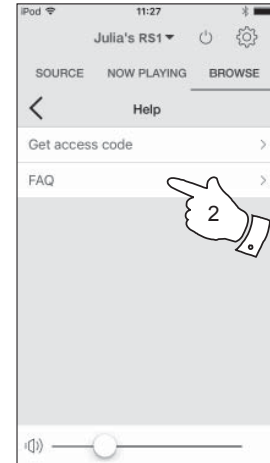 iPod 11:27
Julia's RS1
SOURCE NOW PLAYING BROWSE
Help
Get access code
FAQ
2